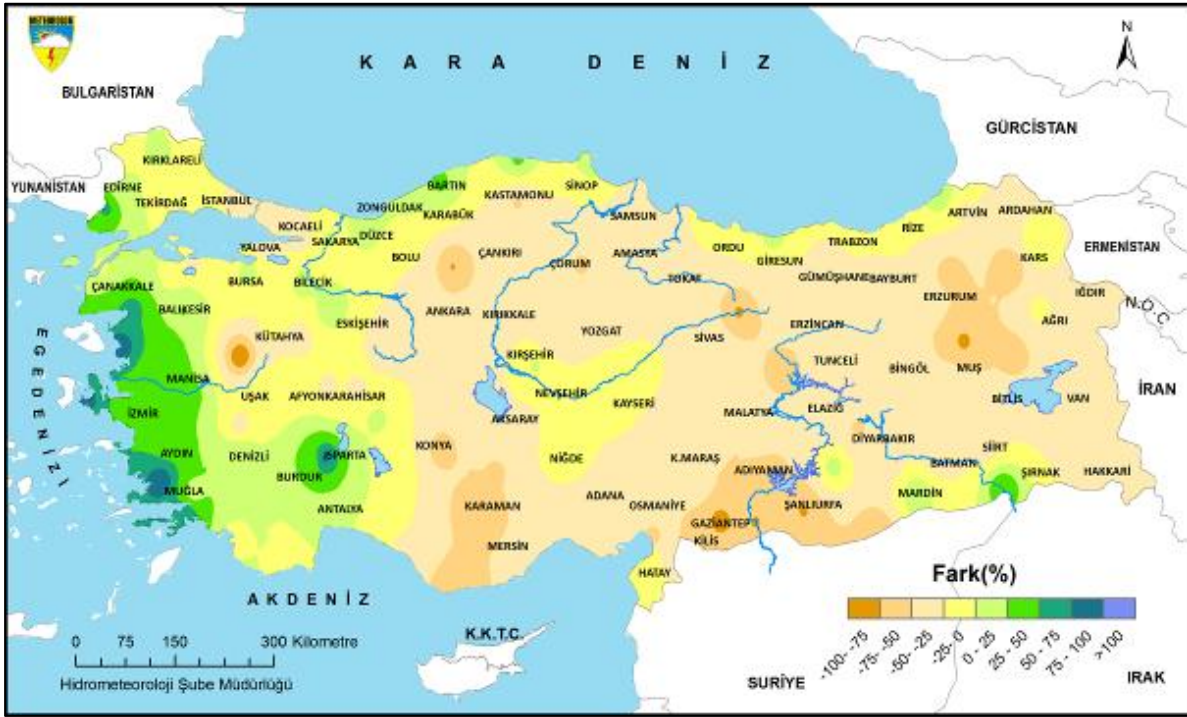 METEOROLOJİ
KARA DENİZ
N
BULGARİSTAN
GÜRCİSTAN
YUNANİSTAN
ERMENİSTAN
N.Ö.C
İRAN
EGE DENİZİ
KIRKLARELİ
EDİRNE
TEKİRDAĞ
İSTANBUL
KOCAELİ
YALOVA
SAKARYA
DÜZCE
ZONGULDAK
BARTIN
KARABÜK
KASTAMONU
SİNOP
SAMSUN
ORDU
GİRESUN
TRABZON
RİZE
ARTVİN
ARDAHAN
BOLU
ÇANKIRI
ÇORUM
AMASYA
TOKAT
GÜMÜŞHANE
BAYBURT
KARS
ERZURUM
IĞDIR
ÇANAKKALE
BALIKESİR
BURSA
BİLECİK
ESKİŞEHİR
KÜTAHYA
ANKARA
KIRIKKALE
YOZGAT
SİVAS
ERZİNCAN
AĞRI
TUNCELİ
BİNGÖL
MUŞ
MANİSA
UŞAK
AFYONKARAHİSAR
KIRŞEHİR
NEVŞEHİR
KAYSERİ
AKSARAY
MALATYA
ELAZIĞ
BİTLİS
VAN
İZMİR
AYDIN
DENİZLİ
BURDUR
ISPARTA
KONYA
NİĞDE
K.MARAŞ
ADIYAMAN
DİYARBAKIR
BATMAN
SİİRT
ŞIRNAK
HAKKARİ
MUĞLA
ANTALYA
KARAMAN
MERSİN
ADANA
OSMANİYE
GAZİANTEP
KİLİS
ŞANLIURFA
MARDİN
HATAY
AKDENİZ
K.K.T.C.
SURİYE
IRAK
0 75 150 300 Kilometre
Hidrometeoroloji Şube Müdürlüğü
Fark(%)
-100--75
-75--50
-50--25
-25-0
0 - 25
25 - 50
50 - 75
75 - 100
>100